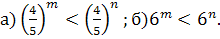 а) (4/5)^m < (4/5)^n ; б)6^m < 6^n.